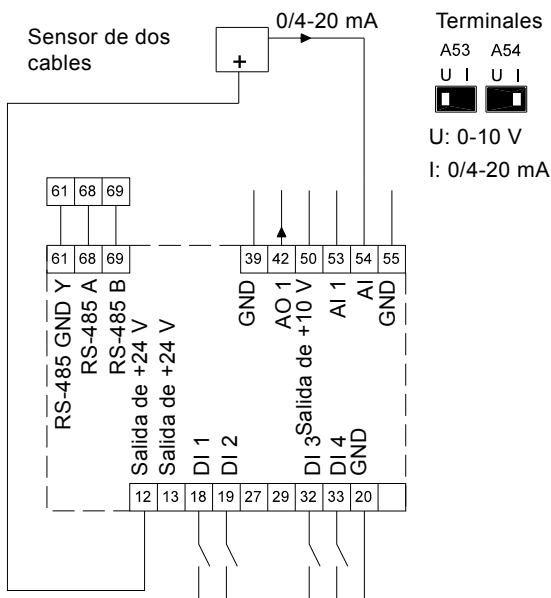 Sensor de dos
cables
+
0/4-20 mA
Terminales
A53 A54
U I U I
U: 0-10 V
I: 0/4-20 mA
61 68 69
61 68 69
39 42 50 53 54 55
RS-485 GND Y
RS-485 A
RS-485 B
Salida de +24 V
Salida de +24 V
DI 1
DI 2
GND
AO 1
Salida de +10 V
AI 1
AI
GND
DI 3
DI 4
GND
12 13 18 19 27 29 32 33 20